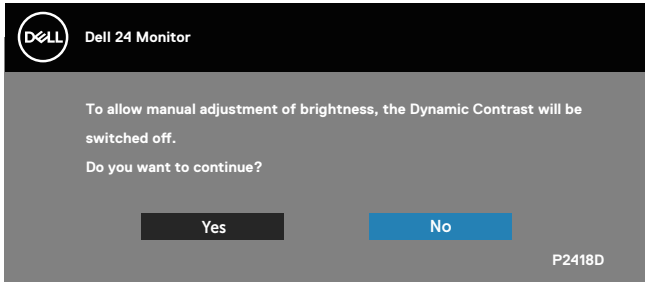 DELL
Dell 24 Monitor
To allow manual adjustment of brightness, the Dynamic Contrast will be
switched off.
Do you want to continue?
Yes No
P2418D